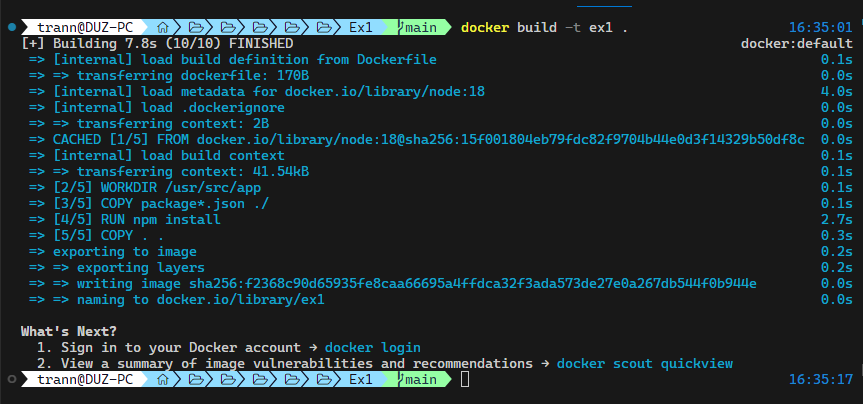 trann@DUZ-PC Ex1 main docker build -t ex1 . 16:35:01
[+] Building 7.8s (10/10) FINISHED docker:default
=> [internal] load build definition from Dockerfile 0.1s
=> => transferring dockerfile: 170B 0.0s
=> [internal] load metadata for docker.io/library/node:18 4.0s
=> [internal] load .dockerignore 0.0s
=> => transferring context: 2B 0.0s
=> CACHED [1/5] FROM docker.io/library/node:18@sha256:15f001804eb79fdc82f9704b44e0d3f14329b50df8c 0.0s
=> [internal] load build context 0.1s
=> => transferring context: 41.54kB 0.0s
=> [2/5] WORKDIR /usr/src/app 0.1s
=> [3/5] COPY package*.json ./ 0.1s
=> [4/5] RUN npm install 2.7s
=> [5/5] COPY . . 0.3s
=> exporting to image 0.2s
=> => exporting layers 0.2s
=> => writing image sha256:f2368c90d65935fe8caa66695a4ffdca32f3ada573de27e0a267db544f0b944e 0.0s
=> => naming to docker.io/library/ex1 0.0s
What's Next?
1. Sign in to your Docker account → docker login
2. View a summary of image vulnerabilities and recommendations → docker scout quickview
trann@DUZ-PC Ex1 main 16:35:17